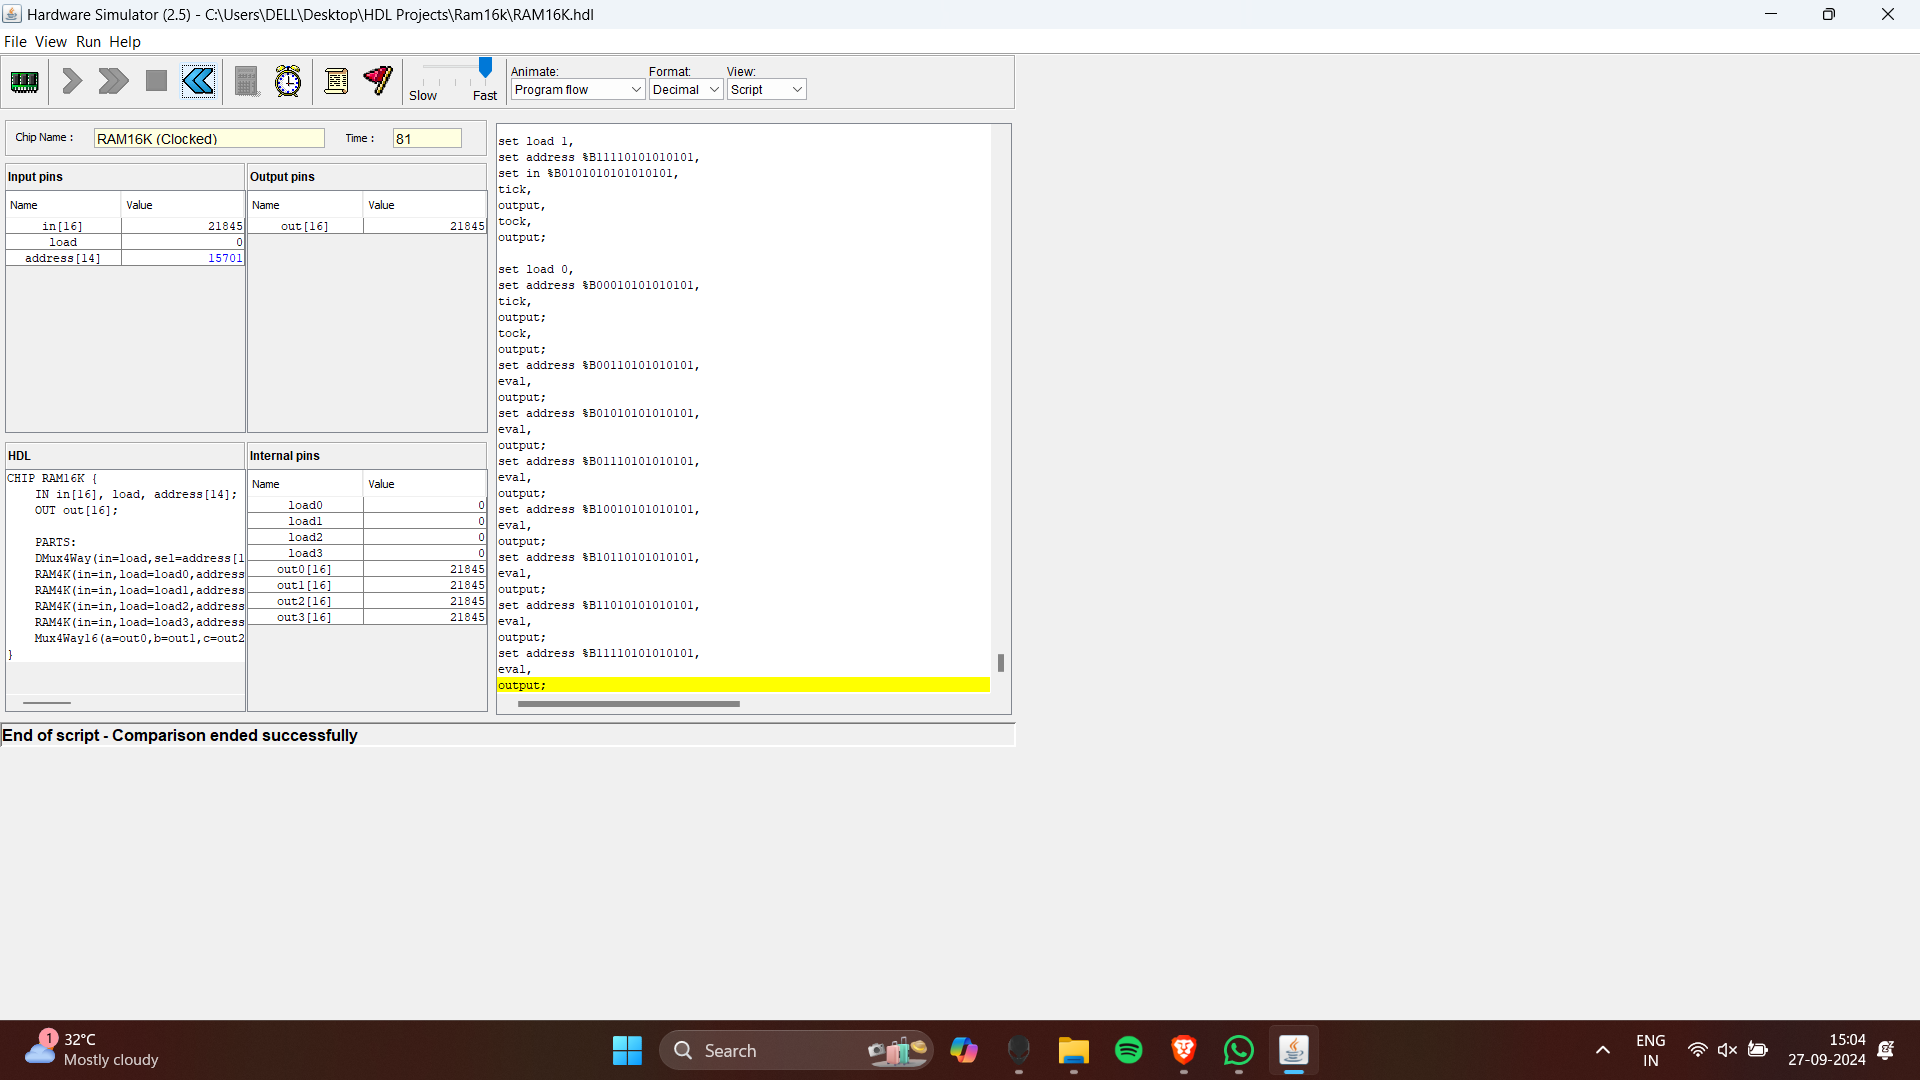 Hardware Simulator (2.5) - C:\Users\DELL\Desktop\HDL Projects\Ram16k\RAM16K.hdl
File View Run Help
Slow Fast
Animate: Format: View:
Program flow Decimal Script
Chip Name : RAM16K (Clocked) Time : 81
Input pins
Name Value
in[16] 21845
load 0
address[14] 15701
Output pins
Name Value
out[16] 21845
HDL
CHIP RAM16K {
IN in[16], load, address[14];
OUT out[16];
PARTS:
DMux4Way(in=load,sel=address[1
RAM4K(in=in,load=load0,address
RAM4K(in=in,load=load1,address
RAM4K(in=in,load=load2,address
RAM4K(in=in,load=load3,address
Mux4Way16(a=out0,b=out1,c=out2
}
Internal pins
Name Value
load0 0
load1 0
load2 0
load3 0
out0[16] 21845
out1[16] 21845
out2[16] 21845
out3[16] 21845
set load 1,
set address %B11110101010101,
set in %B0101010101010101,
tick,
output,
tock,
output;
set load 0,
set address %B00010101010101,
tick,
output;
tock,
output;
set address %B00110101010101,
eval,
output;
set address %B01010101010101,
eval,
output;
set address %B01110101010101,
eval,
output;
set address %B10010101010101,
eval,
output;
set address %B10110101010101,
eval,
output;
set address %B11010101010101,
eval,
output;
set address %B11110101010101,
eval,
output;
End of script - Comparison ended successfully
1
32°C
Mostly cloudy
Search
ENG
IN
15:04
27-09-2024